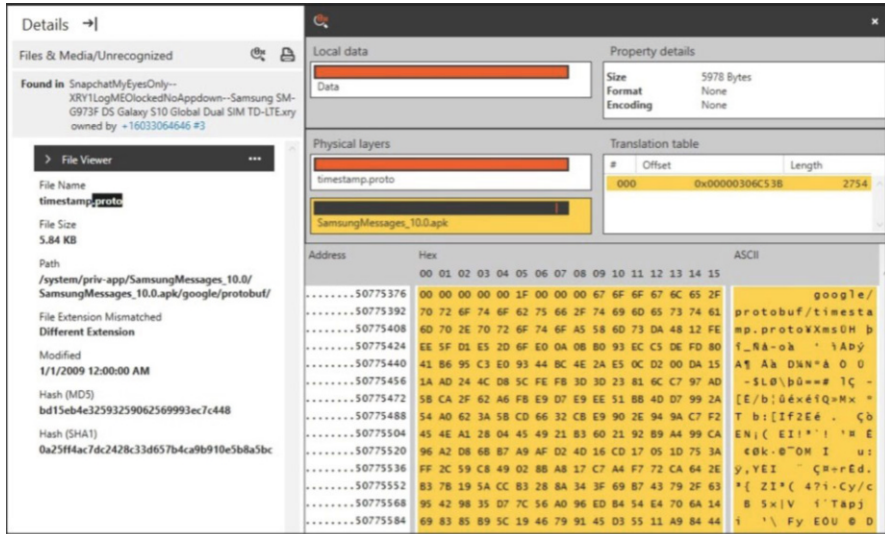 Details
Files & Media/Unrecognized
Found in SnapchatMyEyesOnly--
XRY1LogMEOlockedNoAppdown--Samsung SM-
G973F DS Galaxy S10 Global Dual SIM TD-LTE.xry
owned by +16033064646 #3
File Viewer
File Name
timestamp.proto
File Size
5.84 KB
Path
/system/priv-app/SamsungMessages_10.0/
SamsungMessages_10.0.apk/google/protobuf/
File Extension Mismatched
Different Extension
Modified
1/1/2009 12:00:00 AM
Hash (MD5)
bd15eb4e32593259062569993ec7c448
Hash (SHA1)
0a25ff4ac7dc2428c33d657b4ca9b910e5b8a5bc
Local data
Data
Property details
Size 5978 Bytes
Format None
Encoding None
Physical layers
timestamp.proto
SamsungMessages_10.0.apk
Translation table
# Offset Length
000 0x00000306C53B 2754
Address Hex ASCII
00 01 02 03 04 05 06 07 08 09 10 11 12 13 14 15
........50775376 00 00 00 00 00 1F 00 00 00 67 6F 6F 67 6C 65 2F google/
........50775392 70 72 6F 74 6F 62 75 66 2F 74 69 6D 65 73 74 61 protobuf/timesta
........50775408 6D 70 2E 70 72 6F 74 6F A5 58 6D 73 DA 48 12 FE mp.proto¥XmsÚH þ
........50775424 EE 5F D1 E5 2D 6F E0 0A 0B B0 93 EC C5 DE FD 80
........50775440 41 B6 95 C3 E0 93 44 BC 4E 2A E5 0C D2 00 DA 15
........50775456 1A AD 24 4C D8 5C FE FB 3D 3D 23 81 6C C7 97 AD
........50775472 5B CA 2F 62 A6 FB E9 D7 E9 EE 51 BB 4D D7 99 2A
........50775488 54 A0 62 3A 5B CD 66 32 CB E9 90 2E 94 9A C7 F2
........50775504 45 4E A1 28 04 45 49 21 B3 60 21 92 B9 A4 99 CA
........50775520 96 A2 D8 6B B7 A9 AF D2 4D 16 CD 17 05 1D 75 3A
........50775536 FF 2C 59 C8 49 02 8B A8 17 C7 A4 F7 72 CA 64 2E
........50775552 B3 7B 19 5A CC B3 28 8A 34 3F 69 B7 43 79 2F 63
........50775568 95 42 98 35 D7 7C 56 A0 96 ED B4 54 E4 70 6A 14
........50775584 69 83 85 B9 5C 19 46 79 91 45 D3 55 11 A9 84 44